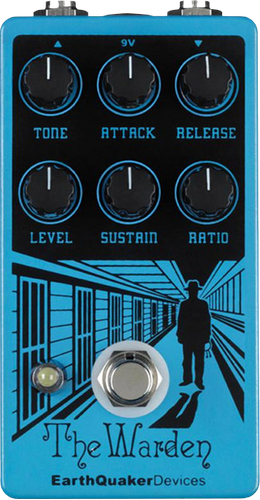 9V
TONE ATTACK RELEASE
LEVEL SUSTAIN RATIO
The Warden
EarthQuakerDevices